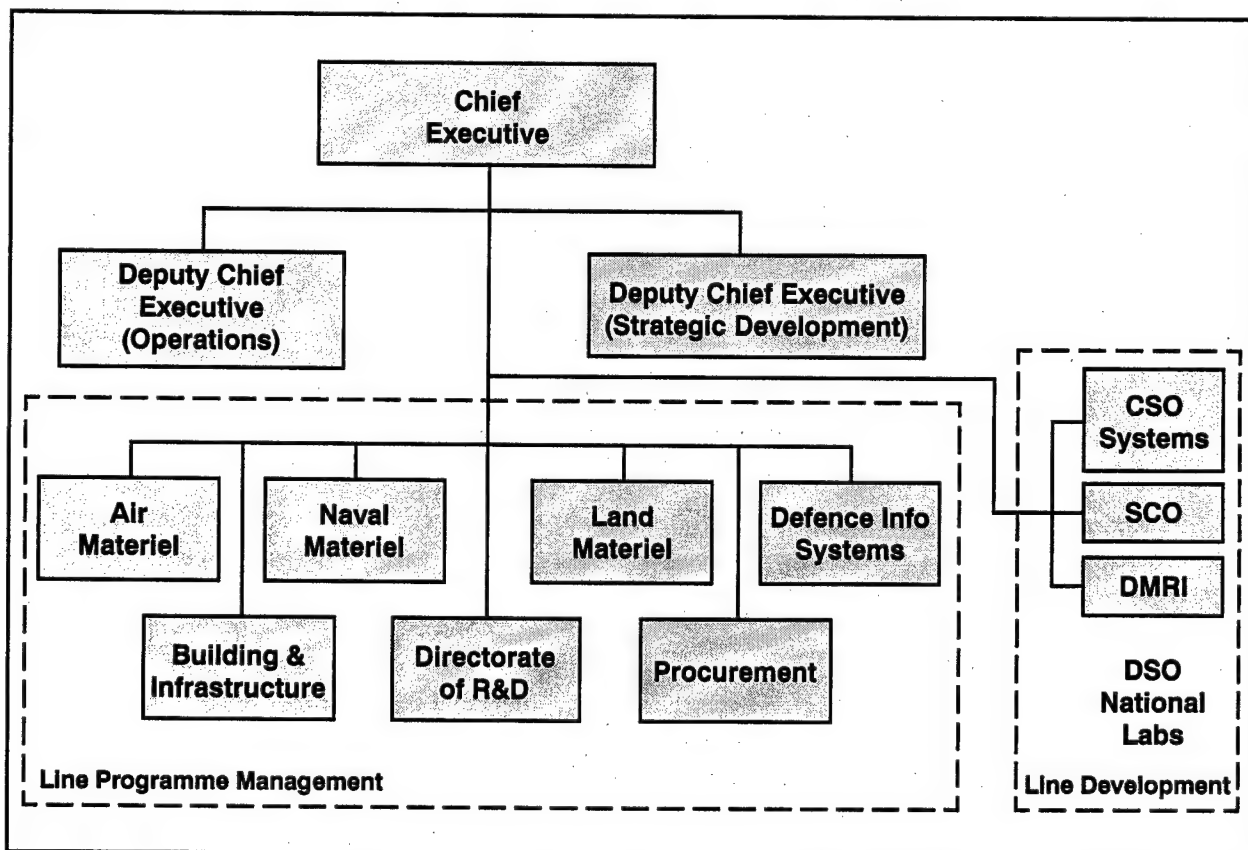 Chief
Executive
Deputy Chief
Executive
(Operations)
Deputy Chief Executive
(Strategic Development)
Air
Materiel
Naval
Materiel
Land
Materiel
Defence Info
Systems
Building &
Infrastructure
Directorate
of R&D
Procurement
Line Programme Management
CSO
Systems
SCO
DMRI
DSO
National
Labs
Line Development